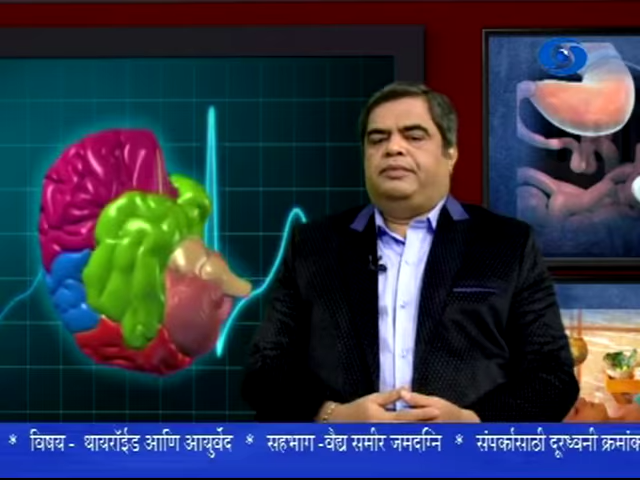 * विषय - थायरॉईड आणि आयुर्वेद * सहभाग -वैद्य समीर जमदग्नि * संपर्कासाठी दूरध्वनी क्रमांक